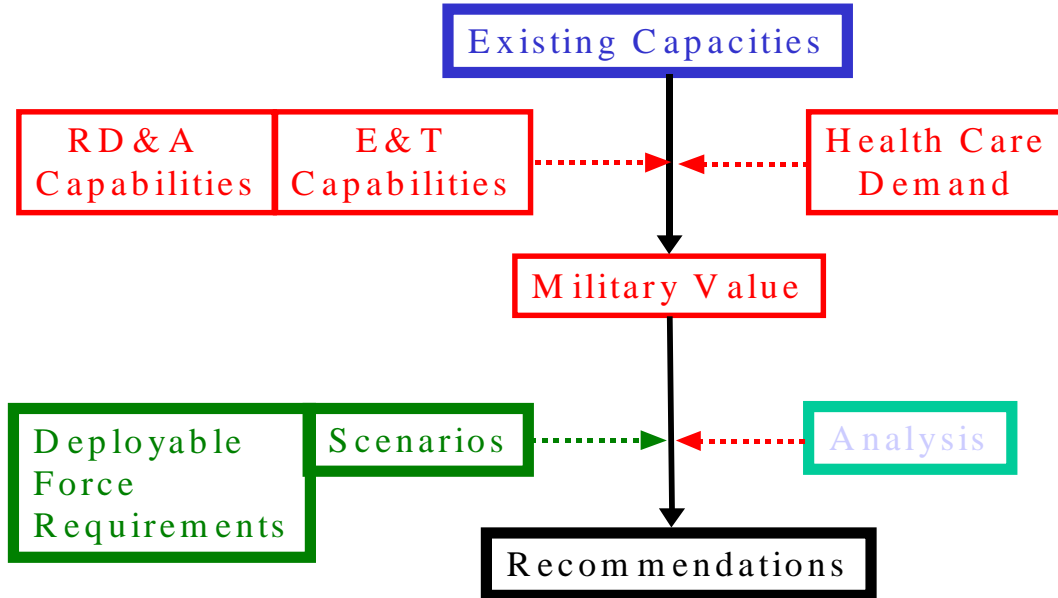 Existing Capacities
RD&A
Capabilities
E&T
Capabilities
Health Care
Demand
Military Value
Deployable
Force
Requirements
Scenarios
Analysis
Recommendations